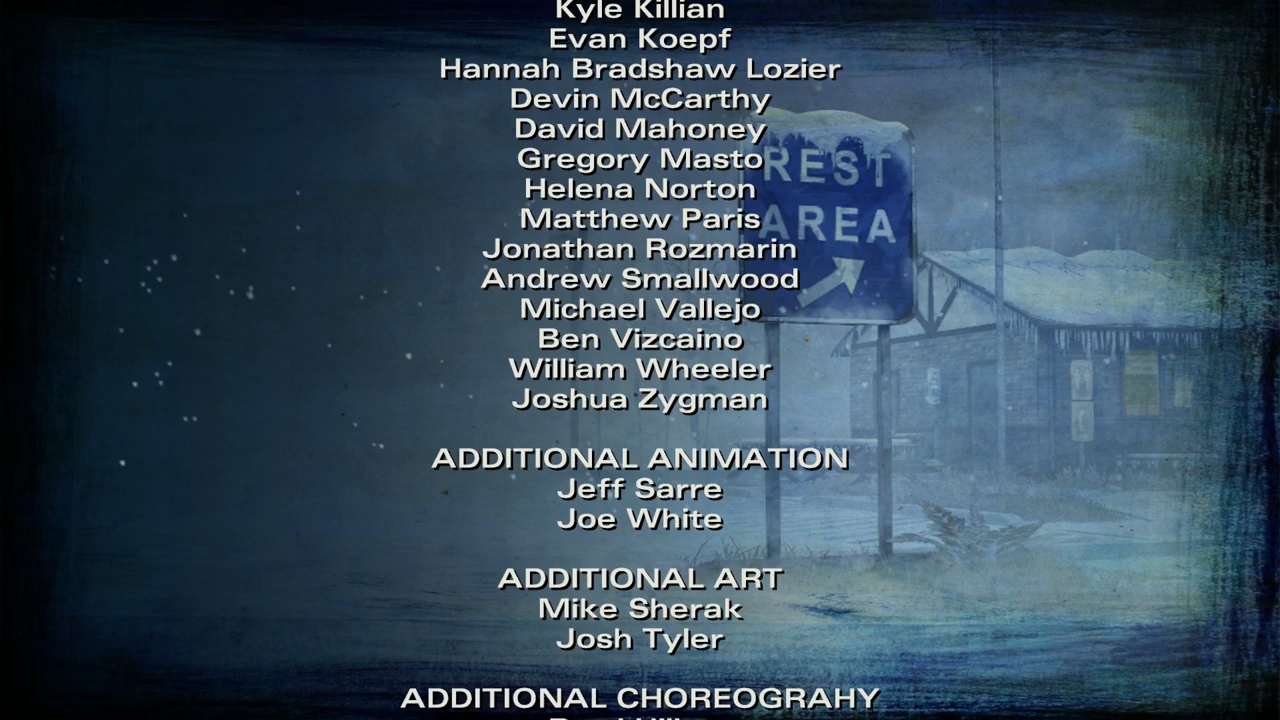 Kyle Killian
Evan Koepf
Hannah Bradshaw Lozier
Devin McCarthy
David Mahoney
Gregory Masto
Helena Norton
Matthew Paris
Jonathan Rozmarin
Andrew Smallwood
Michael Vallejo
Ben Vizcaino
William Wheeler
Joshua Zygman
REST
AREA
ADDITIONAL ANIMATION
Jeff Sarre
Joe White
ADDITIONAL ART
Mike Sherak
Josh Tyler
ADDITIONAL CHOREOGRAHY